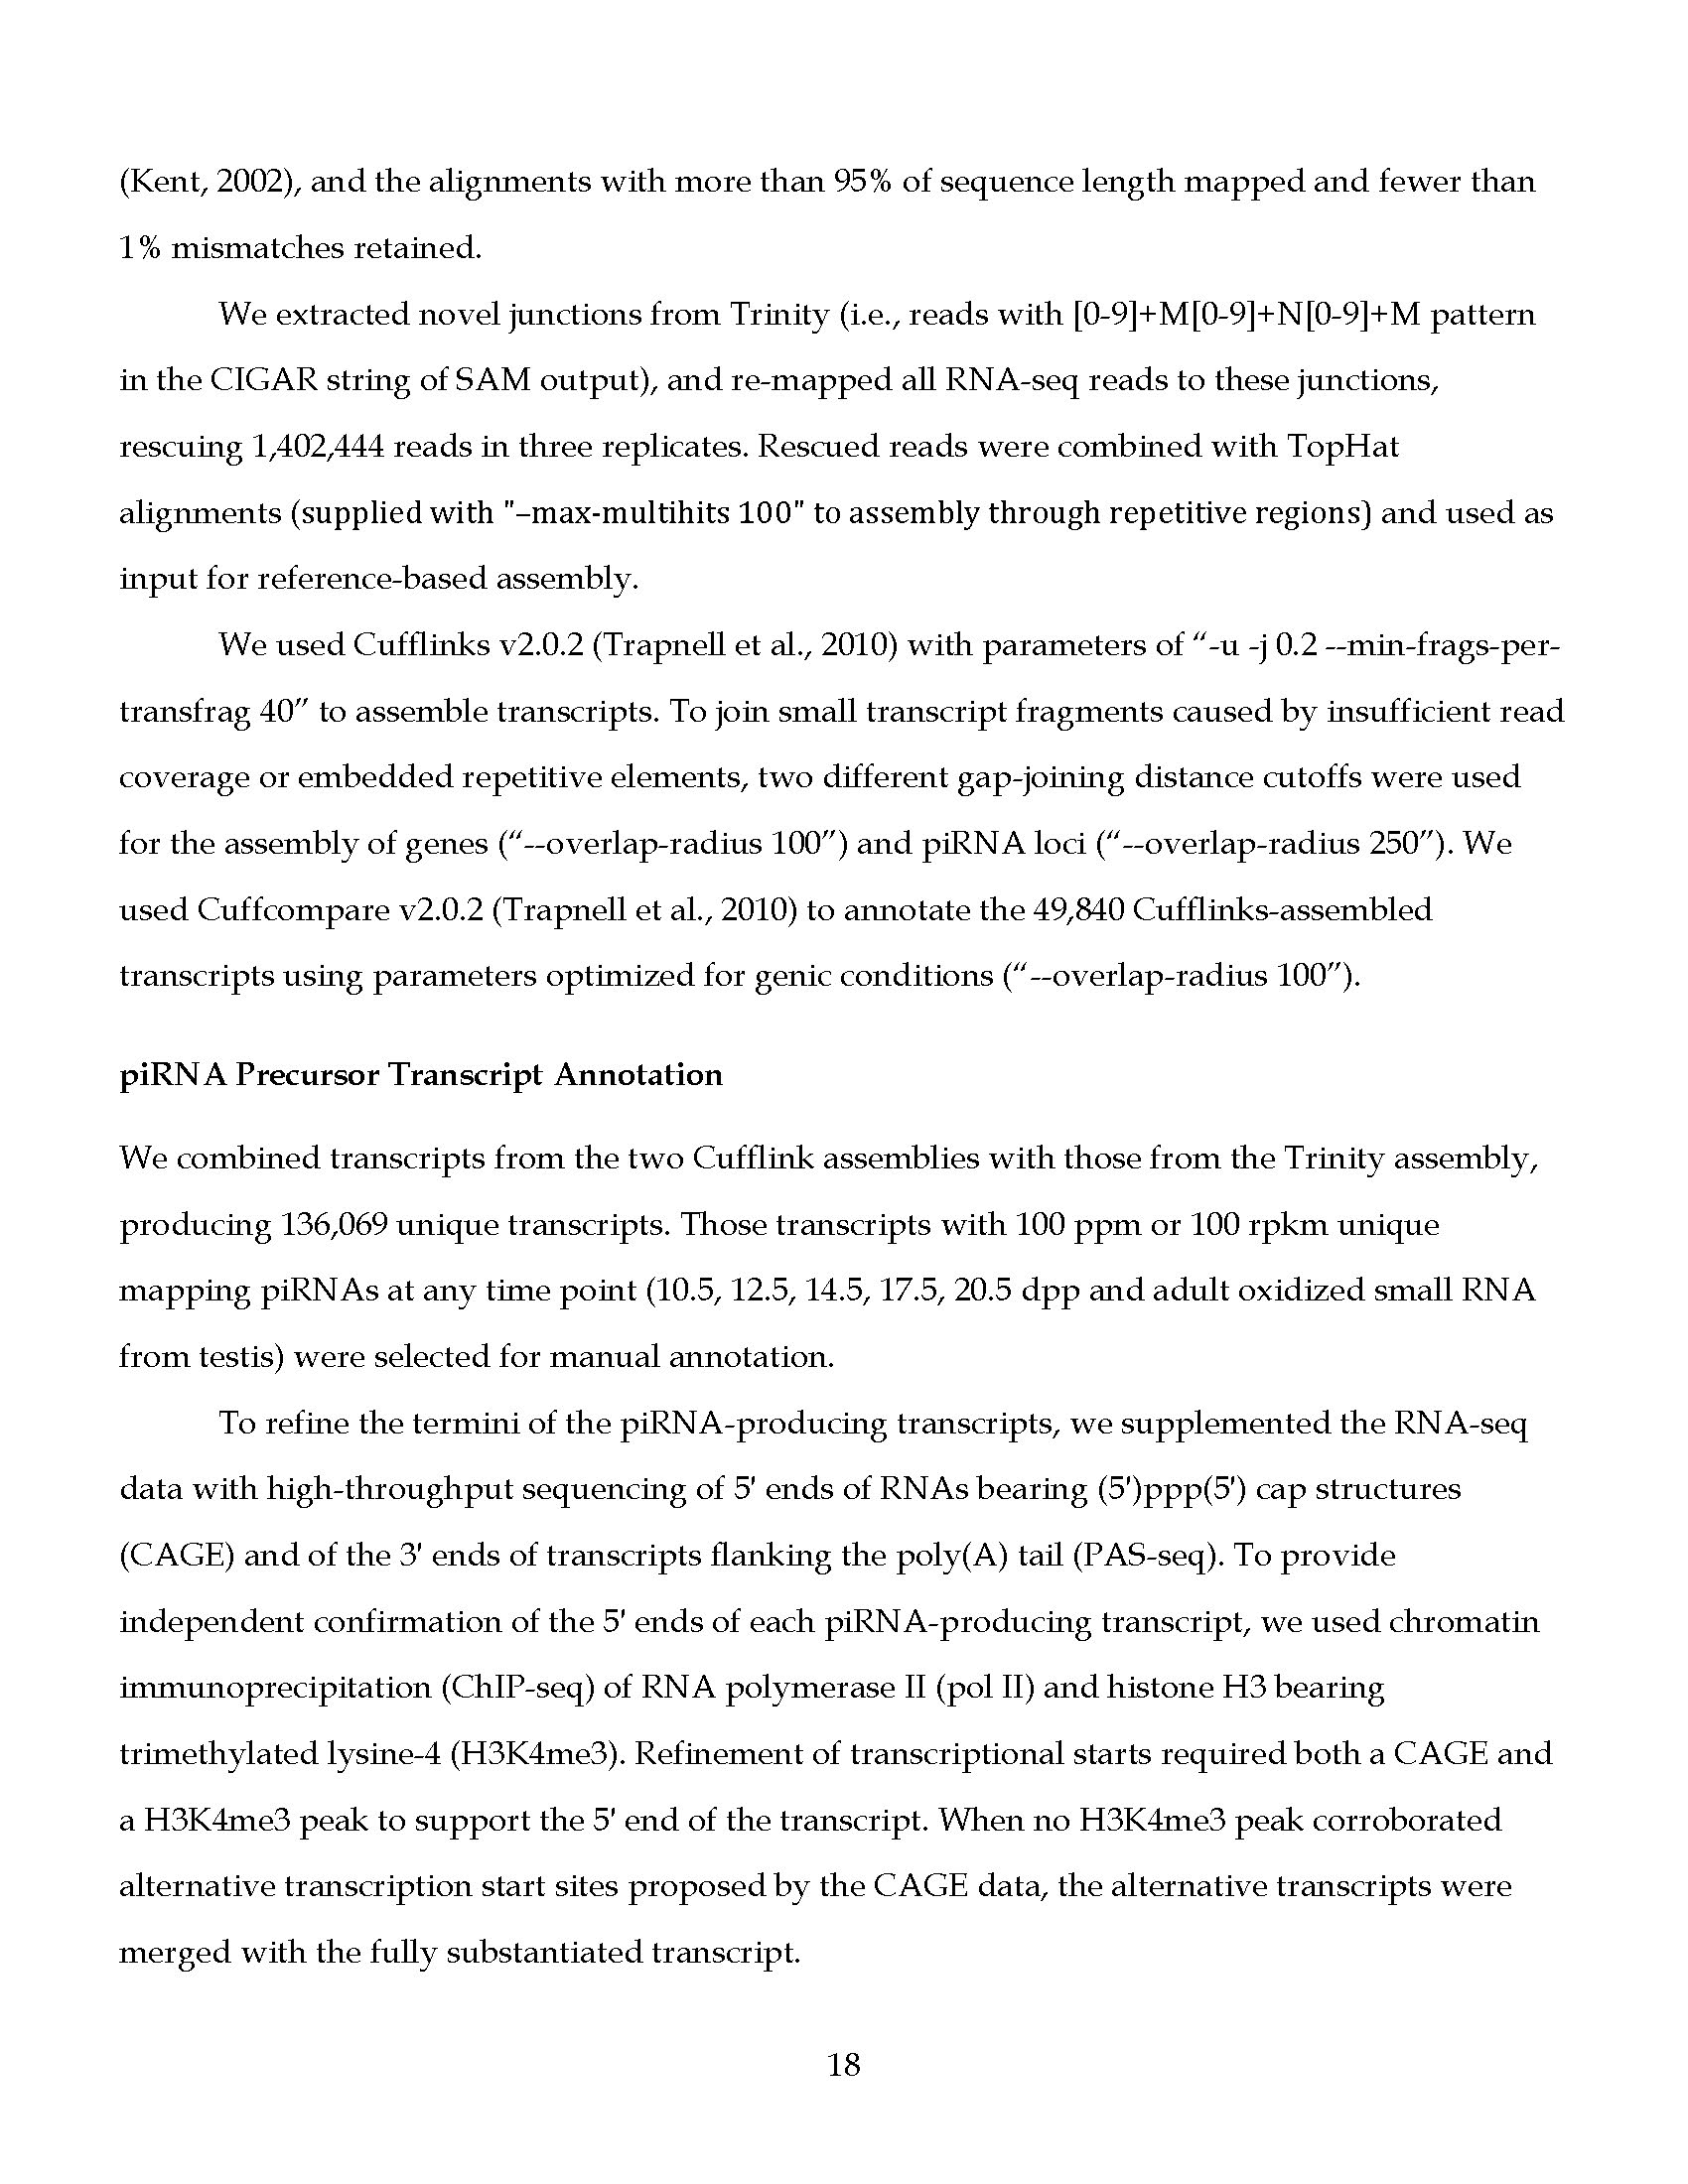 (Kent, 2002), and the alignments with more than 95% of sequence length mapped and fewer than
1% mismatches retained.
We extracted novel junctions from Trinity (i.e., reads with [0-9]+M[0-9]+N[0-9]+M pattern
in the CIGAR string of SAM output), and re-mapped all RNA-seq reads to these junctions,
rescuing 1,402,444 reads in three replicates. Rescued reads were combined with TopHat
alignments (supplied with "–max-multihits 100" to assembly through repetitive regions) and used as
input for reference-based assembly.
We used Cufflinks v2.0.2 (Trapnell et al., 2010) with parameters of “-u -j 0.2 --min-frags-per-
transfrag 40” to assemble transcripts. To join small transcript fragments caused by insufficient read
coverage or embedded repetitive elements, two different gap-joining distance cutoffs were used
for the assembly of genes (“--overlap-radius 100”) and piRNA loci (“--overlap-radius 250”). We
used Cuffcompare v2.0.2 (Trapnell et al., 2010) to annotate the 49,840 Cufflinks-assembled
transcripts using parameters optimized for genic conditions (“--overlap-radius 100”).
piRNA Precursor Transcript Annotation
We combined transcripts from the two Cufflink assemblies with those from the Trinity assembly,
producing 136,069 unique transcripts. Those transcripts with 100 ppm or 100 rpkm unique
mapping piRNAs at any time point (10.5, 12.5, 14.5, 17.5, 20.5 dpp and adult oxidized small RNA
from testis) were selected for manual annotation.
To refine the termini of the piRNA-producing transcripts, we supplemented the RNA-seq
data with high-throughput sequencing of 5′ ends of RNAs bearing (5′)ppp(5′) cap structures
(CAGE) and of the 3′ ends of transcripts flanking the poly(A) tail (PAS-seq). To provide
independent confirmation of the 5′ ends of each piRNA-producing transcript, we used chromatin
immunoprecipitation (ChIP-seq) of RNA polymerase II (pol II) and histone H3 bearing
trimethylated lysine-4 (H3K4me3). Refinement of transcriptional starts required both a CAGE and
a H3K4me3 peak to support the 5′ end of the transcript. When no H3K4me3 peak corroborated
alternative transcription start sites proposed by the CAGE data, the alternative transcripts were
merged with the fully substantiated transcript.
18